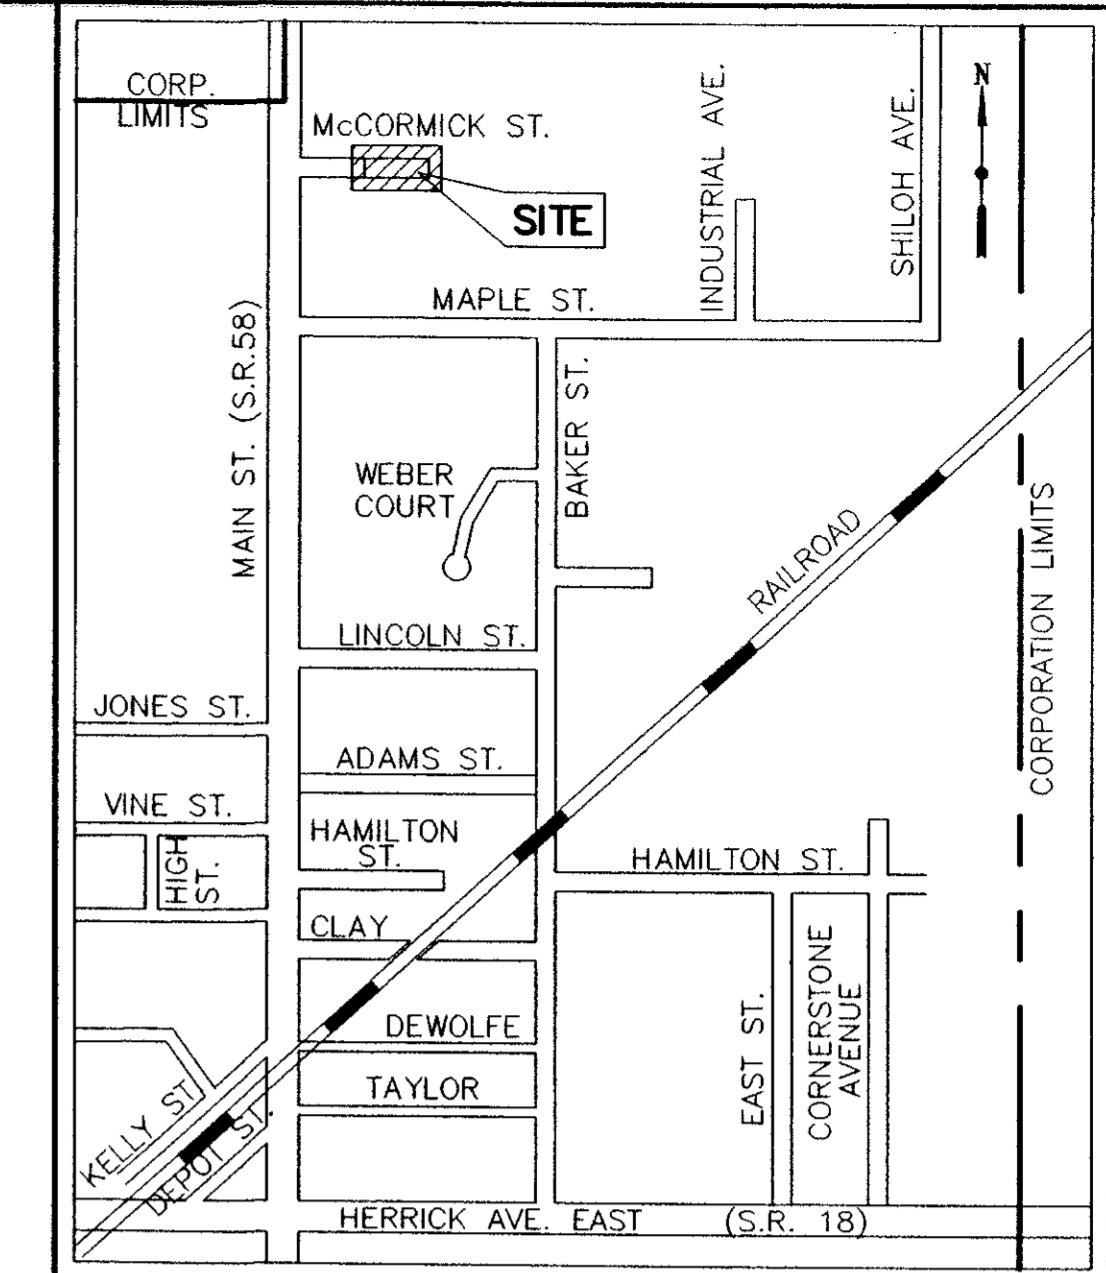 CORP.
LIMITS
McCORMICK ST.
N
INDUSTRIAL AVE.
SHILOH AVE.
SITE
MAPLE ST.
MAIN ST. (S.R.58)
BAKER ST.
WEBER
COURT
RAILROAD
CORPORATION LIMITS
LINCOLN ST.
JONES ST.
ADAMS ST.
VINE ST.
HIGH
ST.
HAMILTON
ST.
HAMILTON ST.
CLAY
DEWOLFE
EAST ST.
CORNERSTONE
AVENUE
TAYLOR
KELLY ST.
DEPOT ST.
HERRICK AVE. EAST (S.R. 18)